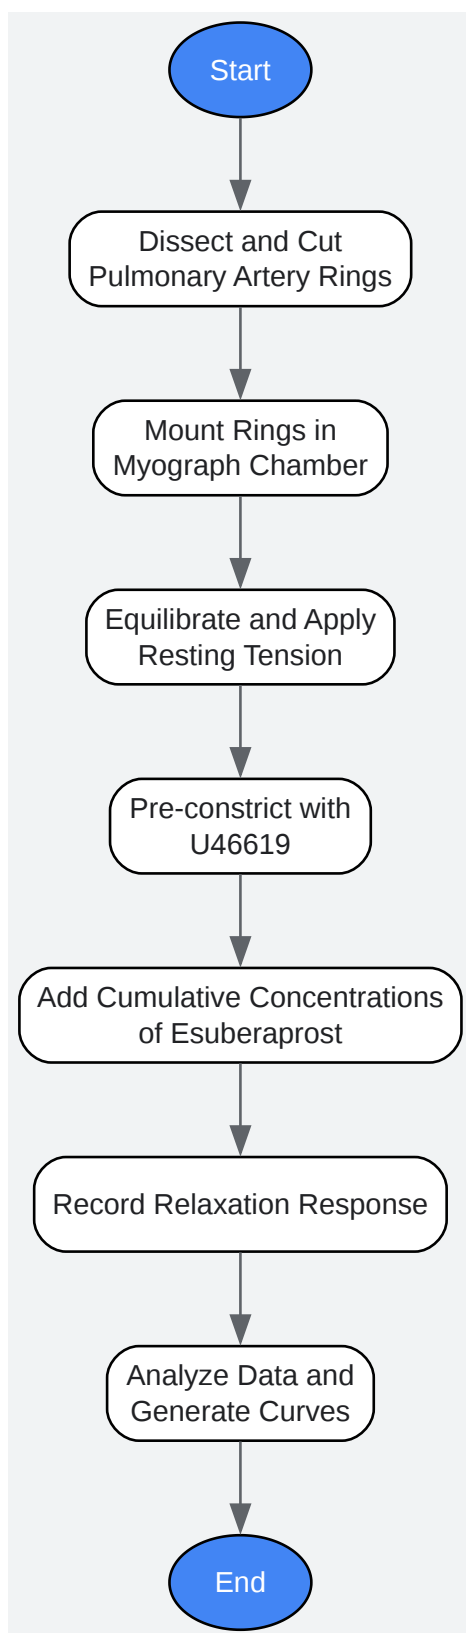 Start
Dissect and Cut
Pulmonary Artery Rings
Mount Rings in
Myograph Chamber
Equilibrate and Apply
Resting Tension
Pre-constrict with
U46619
Add Cumulative Concentrations
of Esuberaprost
Record Relaxation Response
Analyze Data and
Generate Curves
End